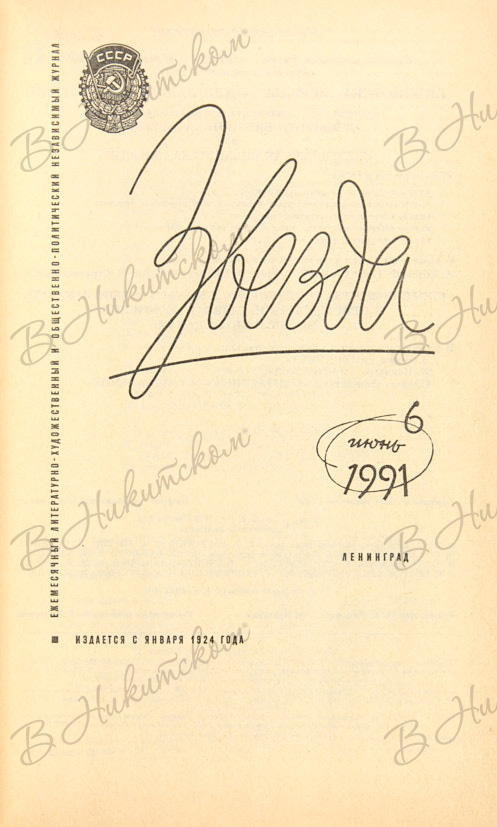 СССР
ЕЖЕМЕСЯЧНЫЙ ЛИТЕРАТУРНО-ХУДОЖЕСТВЕННЫЙ И ОБЩЕСТВЕННО-ПОЛИТИЧЕСКИЙ НЕЗАВИСИМЫЙ ЖУРНАЛ
Звезда
6
июнь
1991
ЛЕНИНГРАД
ИЗДАЕТСЯ С ЯНВАРЯ 1924 ГОДА
В Никитском